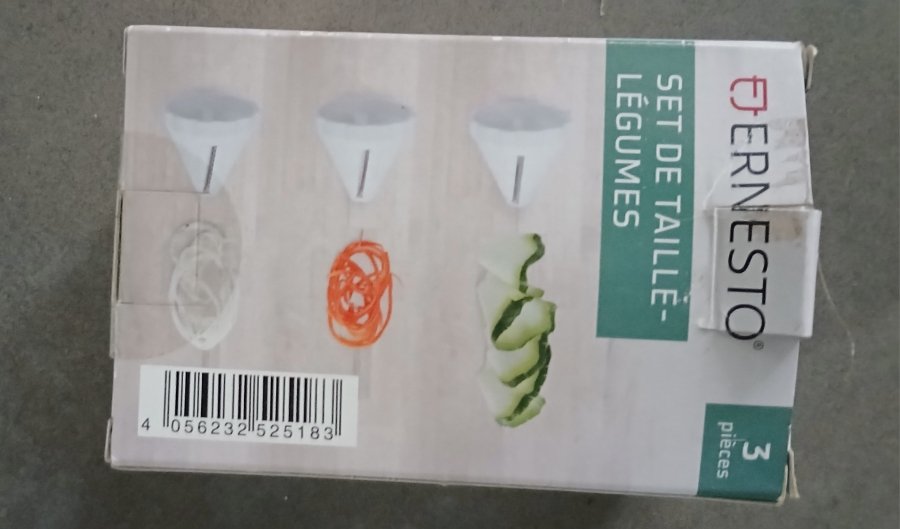 ERNESTO®
SET DE TAILLE-
LÉGUMES
3
pièces
4 056232 525183